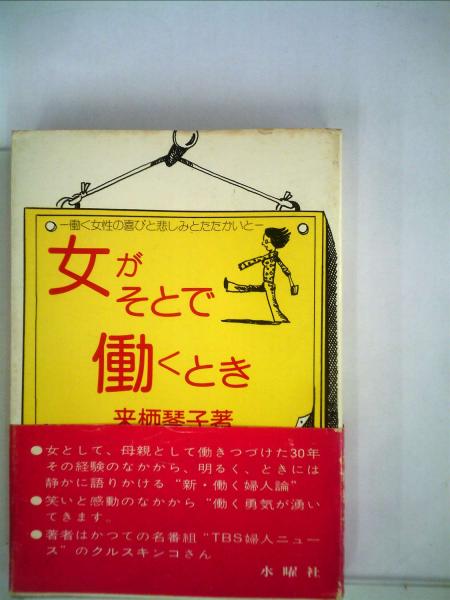 ―働く女性の喜びと悲しみとたたかいと―
女が
そとで
働くとき
来栖琴子著
●女として、母親として働きつづけた30年
その経験のなかから、明るく、ときには
静かに語りかける“新・働く婦人論”
●笑いと感動のなかから“働く勇気が湧い
てきます。
●著者はかつての名番組“TBS婦人ニュー
ス”のクルスキンコさん
水曜社